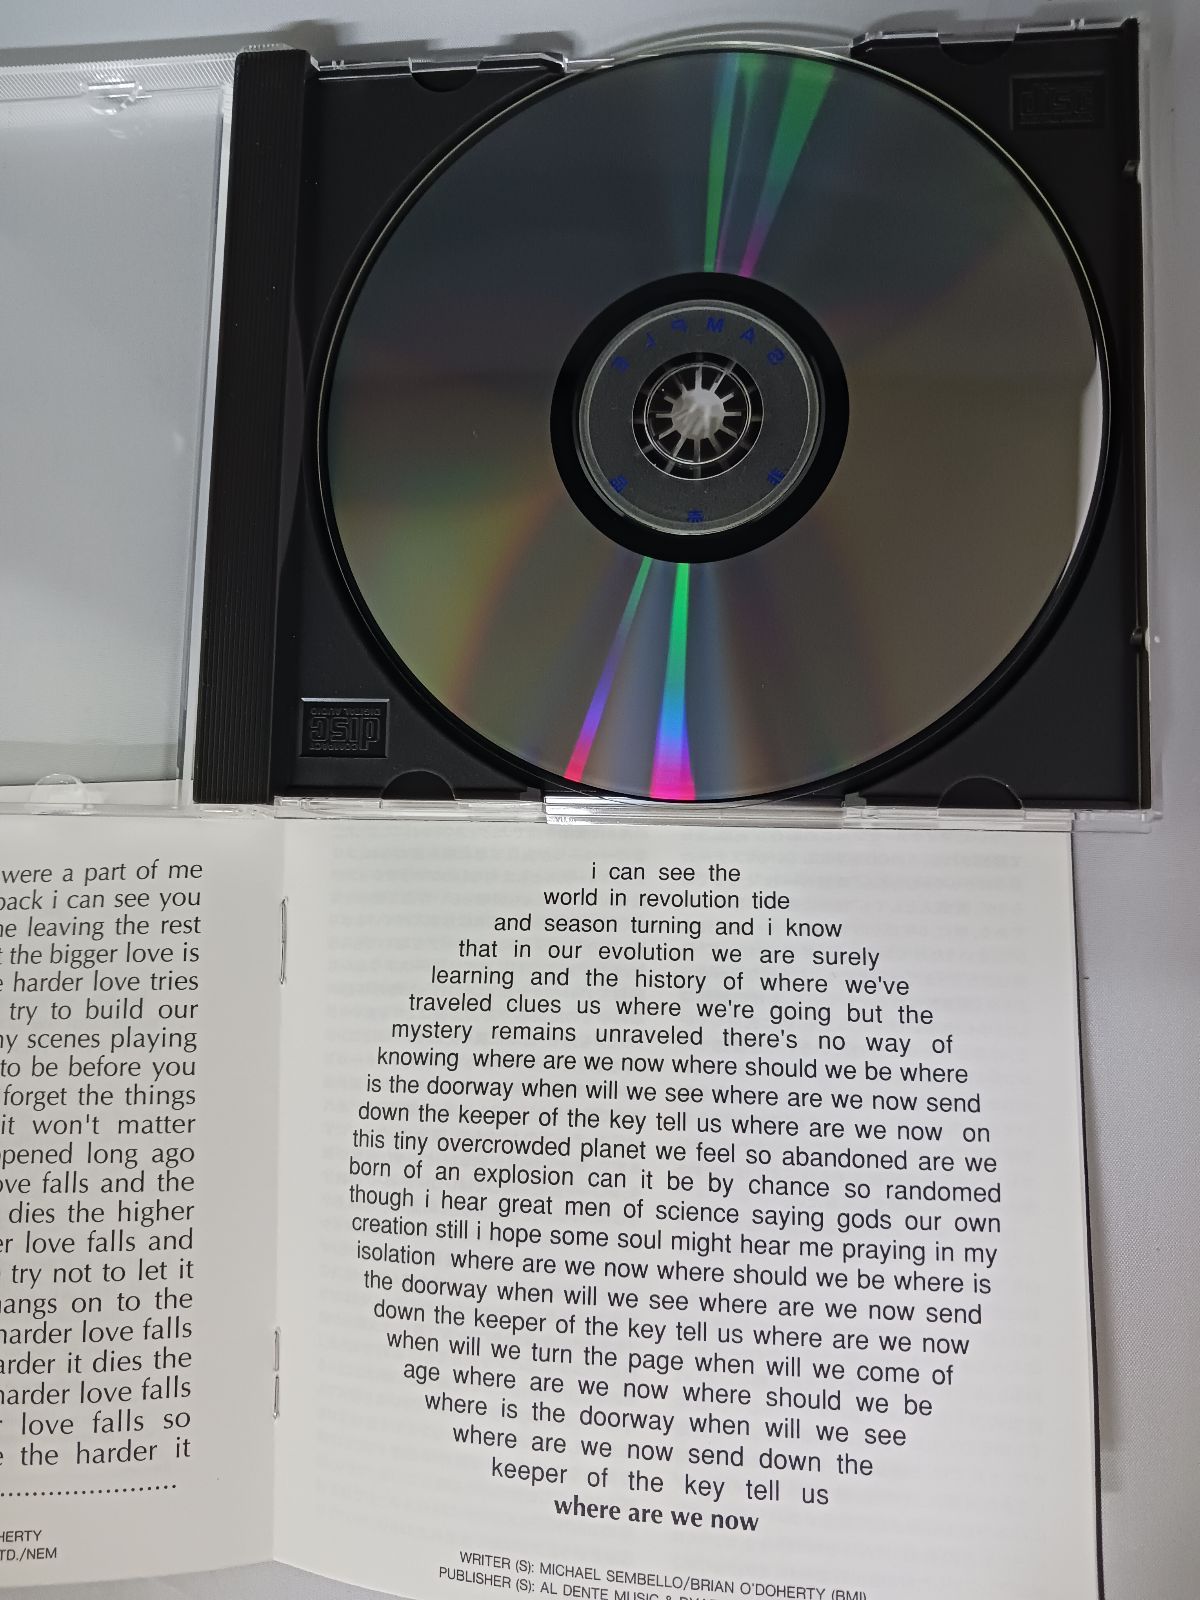 disc
SAMPLE
非売品
COMPACT
disc
DIGITAL AUDIO
were a part of me
back i can see you
leaving the rest
the bigger love is
harder love tries
try to build our
scenes playing
to be before you
forget the things
it won't matter
long ago
falls and the
dies the higher
love falls and
try not to let it
on to the
harder love falls
it dies the
harder love falls
love falls so
the harder it
TD./NEM
i can see the
world in revolution tide
and season turning and i know
that in our evolution we are surely
learning and the history of where we've
traveled clues us where we're going but the
mystery remains unraveled there's no way of
knowing where are we now where should we be where
is the doorway when will we see where are we now send
down the keeper of the key tell us where are we now on
this tiny overcrowded planet we feel so abandoned are we
born of an explosion can it be by chance so randomed
though i hear great men of science saying gods our own
creation still i hope some soul might hear me praying in my
isolation where are we now where should we be where is
the doorway when will we see where are we now send
down the keeper of the key tell us where are we now
when will we turn the page when will we come of
age where are we now where should we be
where is the doorway when will we see
where are we now send down the
keeper of the key tell us
where are we now
WRITER (S): MICHAEL SEMBELLO/BRIAN O'DOHERTY (BMI)
PUBLISHER (S): AL DENTE MUSIC &